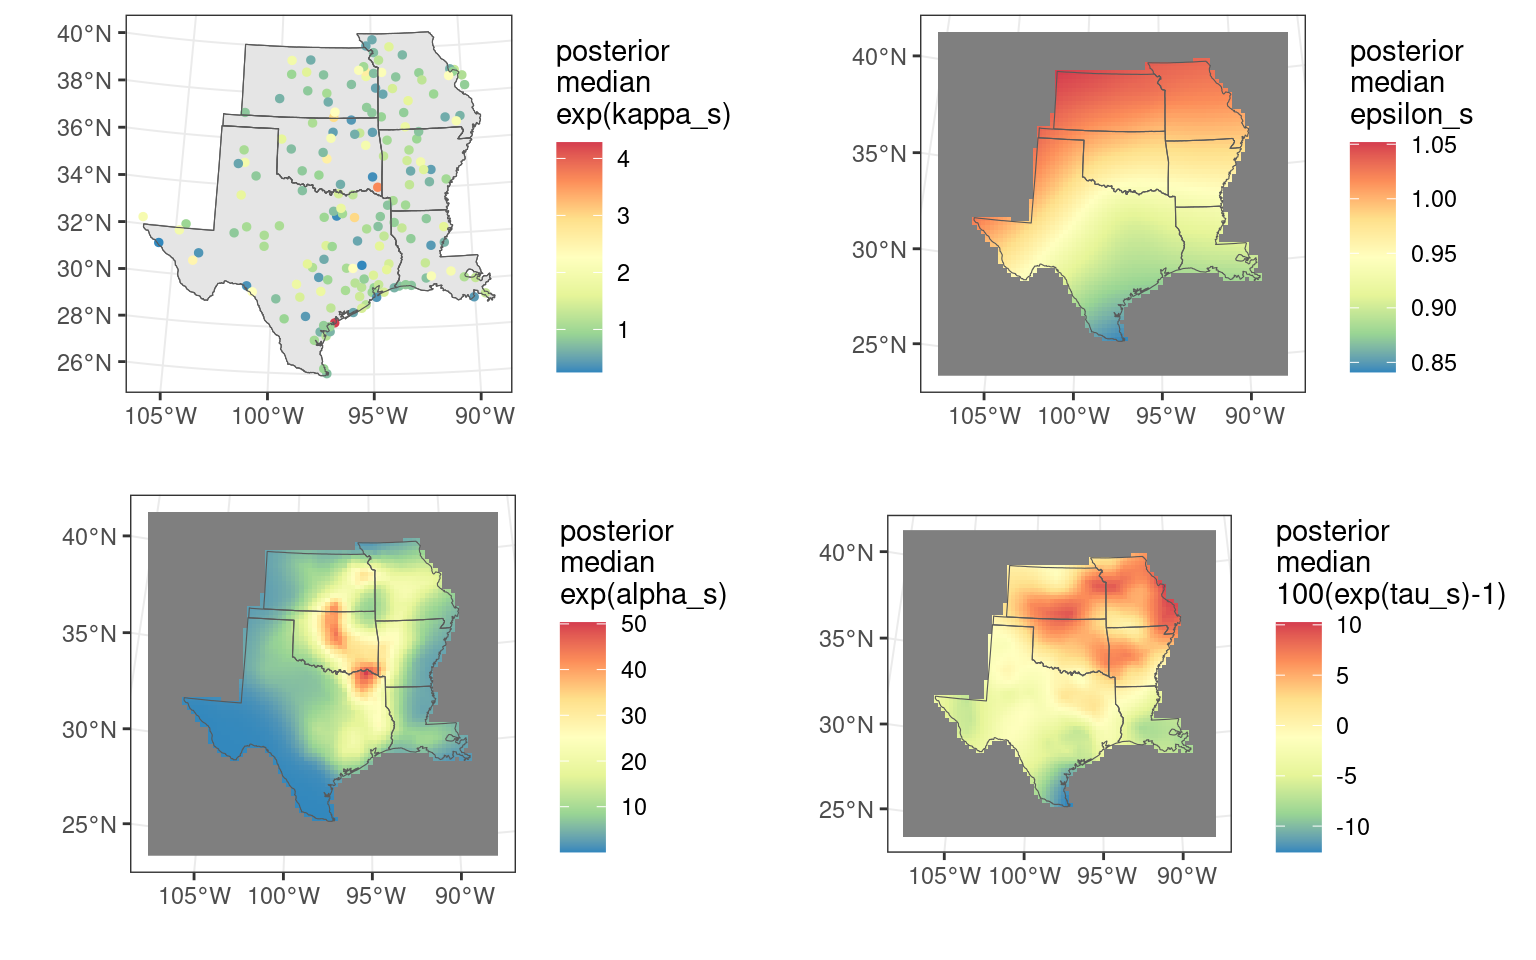 40°N
38°N
36°N
34°N
32°N
30°N
28°N
26°N
105°W 100°W 95°W 90°W
posterior
median
exp(kappa_s)
4
3
2
1
40°N
35°N
30°N
25°N
105°W 100°W 95°W 90°W
posterior
median
epsilon_s
1.05
1.00
0.95
0.90
0.85
40°N
35°N
30°N
25°N
105°W 100°W 95°W 90°W
posterior
median
exp(alpha_s)
50
40
30
20
10
40°N
35°N
30°N
25°N
105°W 100°W 95°W 90°W
posterior
median
100(exp(tau_s)-1)
10
5
0
-5
-10